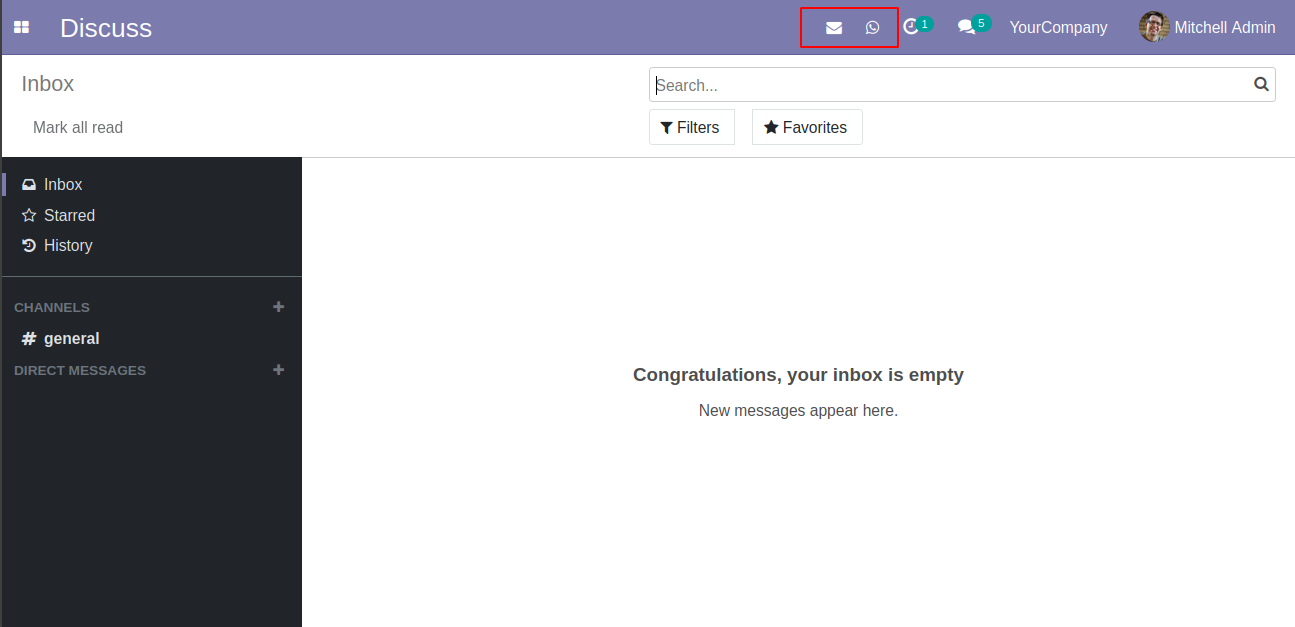 Discuss
1
5
YourCompany
Mitchell Admin
Inbox
Search...
Mark all read
Filters
Favorites
Inbox
Starred
History
CHANNELS
general
DIRECT MESSAGES
Congratulations, your inbox is empty
New messages appear here.